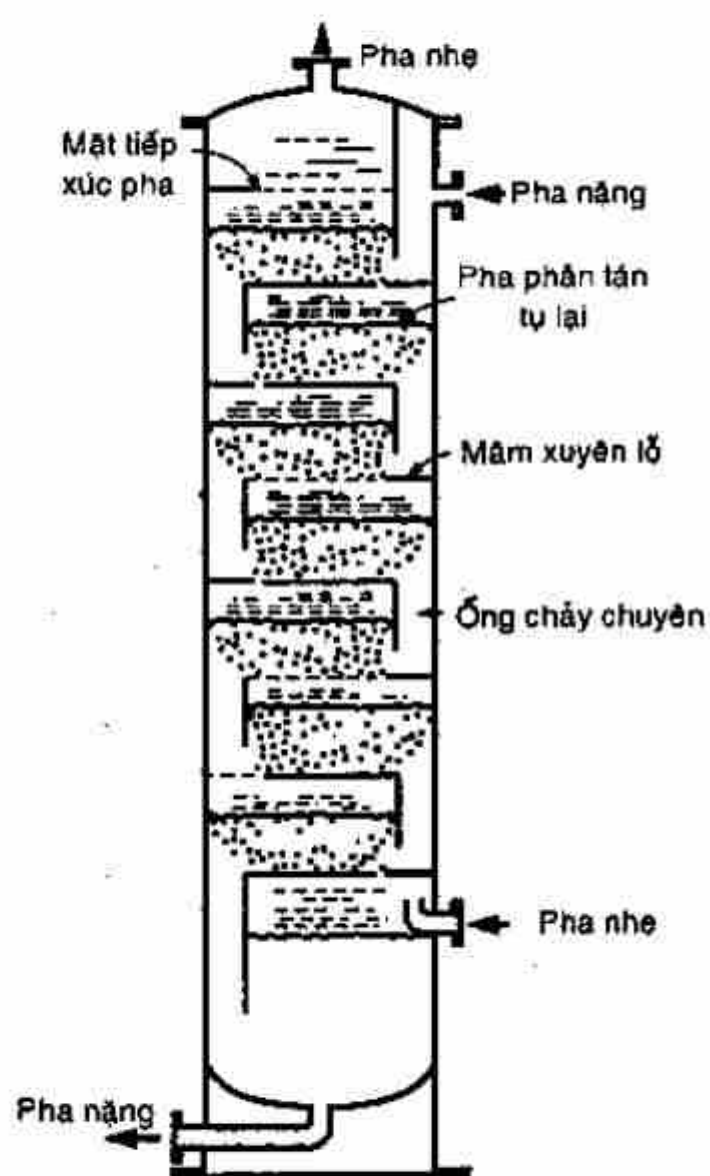 Pha nhẹ
Mặt tiếp
xúc pha
Pha nặng
Pha phân tán
tụ lại
Mâm xuyên lỗ
Ống chảy chuyên
Pha nhẹ
Pha nặng